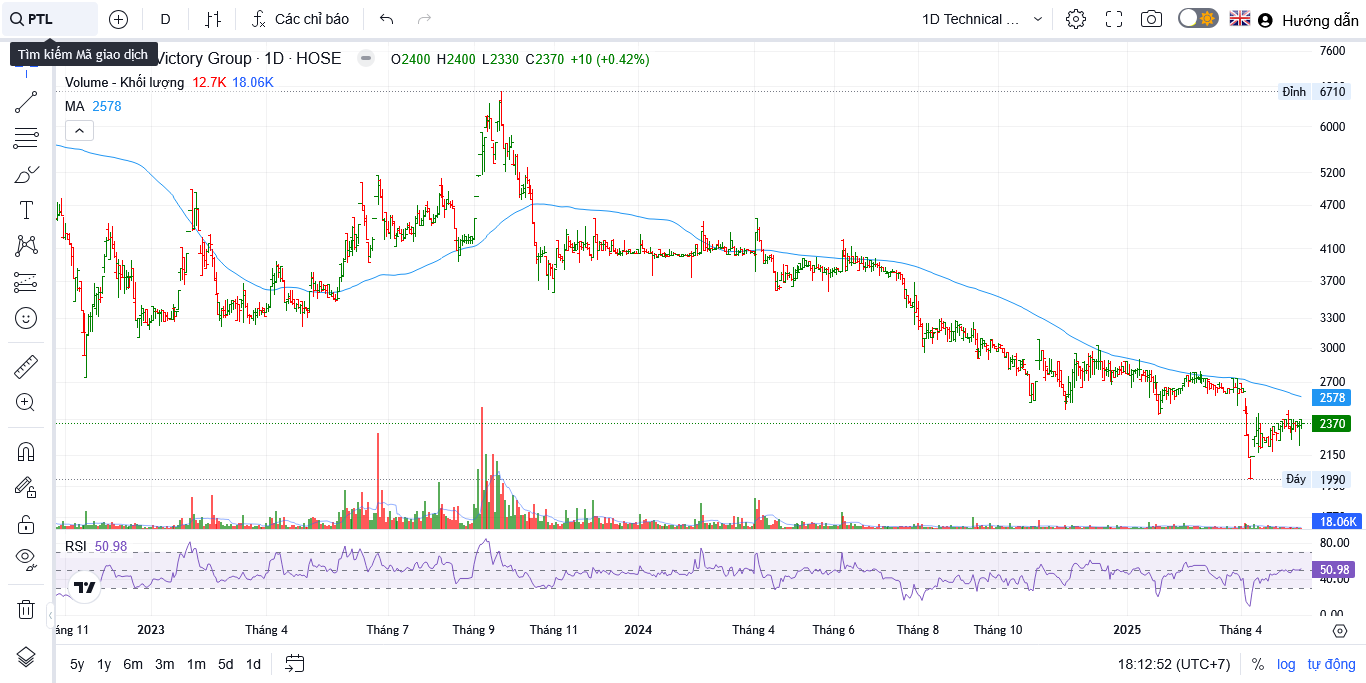 PTL
D
Các chỉ báo
1D Technical ...
Hướng dẫn
Tìm kiếm Mã giao dịch
Victory Group · 1D · HOSE
O2400 H2400 L2330 C2370 +10 (+0.42%)
Volume - Khối lượng 12.7K 18.06K
MA 2578
7600
Đỉnh 6710
6000
5200
4700
4100
3700
3300
3000
2700
2578
2370
2150
Đáy 1990
18.06K
RSI 50.98
80.00
50.98
40.00
0.00
áng 11 2023 Tháng 4 Tháng 7 Tháng 9 Tháng 11 2024 Tháng 4 Tháng 6 Tháng 8 Tháng 10 2025 Tháng 4
5y 1y 6m 3m 1m 5d 1d
18:12:52 (UTC+7) % log tự động